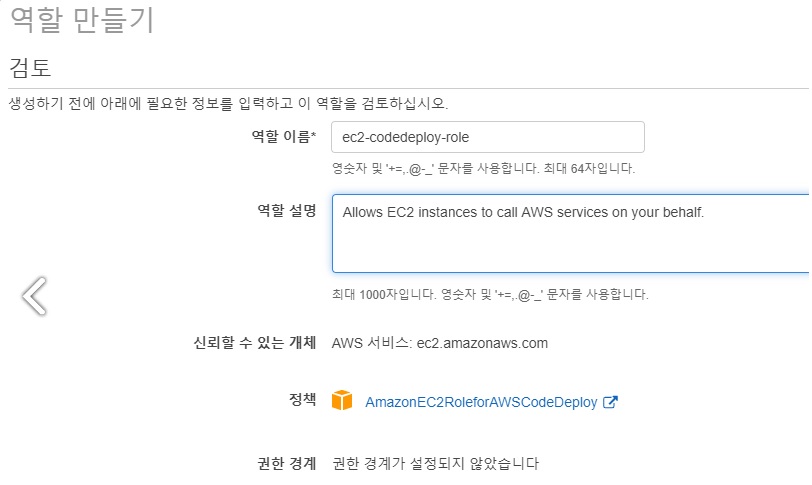 역할 만들기
검토
생성하기 전에 아래에 필요한 정보를 입력하고 이 역할을 검토하십시오.
역할 이름* ec2-codedeploy-role
영숫자 및 '+=,.@-_' 문자를 사용합니다. 최대 64자입니다.
역할 설명 Allows EC2 instances to call AWS services on your behalf.
최대 1000자입니다. 영숫자 및 '+=,.@-_' 문자를 사용합니다.
신뢰할 수 있는 개체 AWS 서비스: ec2.amazonaws.com
정책 AmazonEC2RoleforAWSCodeDeploy
권한 경계 권한 경계가 설정되지 않았습니다